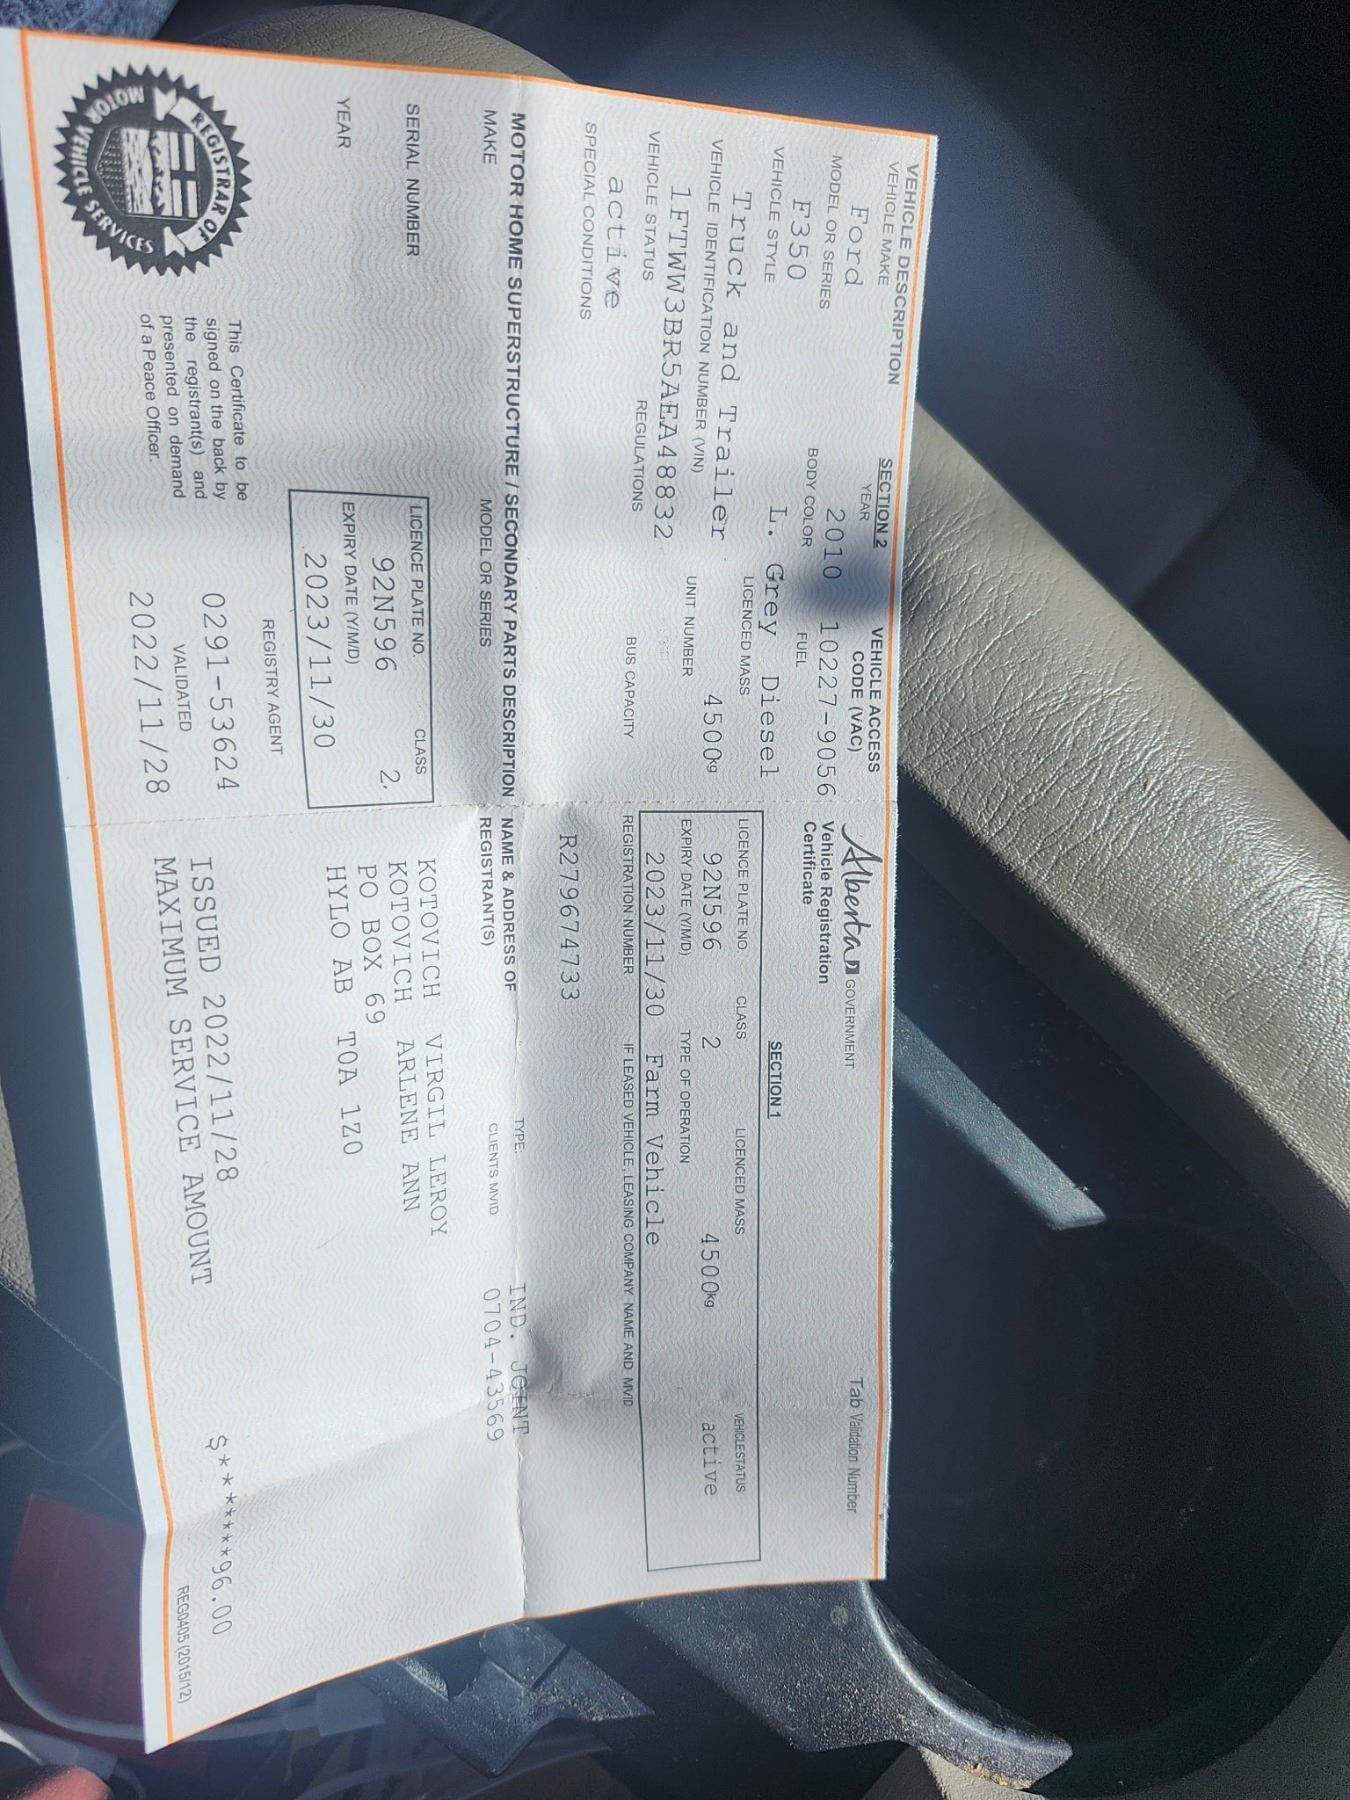 VEHICLE DESCRIPTION
SECTION 2
VEHICLE ACCESS
CODE (VAC)
VEHICLE MAKE
YEAR
Ford
2010
10227-9056
MODEL OR SERIES
BODY COLOR
FUEL
F350
L. Grey
Diesel
VEHICLE STYLE
LICENCED MASS
Truck and Trailer
4500kg
VEHICLE IDENTIFICATION NUMBER (VIN)
UNIT NUMBER
1FTWW3BR5AEA48832
VEHICLE STATUS
REGULATIONS
BUS CAPACITY
active
SPECIAL CONDITIONS
MOTOR HOME SUPERSTRUCTURE / SECONDARY PARTS DESCRIPTION
MAKE
MODEL OR SERIES
SERIAL NUMBER
YEAR
LICENCE PLATE NO.
CLASS
92N596
2.
EXPIRY DATE (Y/M/D)
2023/11/30
REGISTRAR OF
MOTOR VEHICLE SERVICES
MOTOR
This Certificate to be
signed on the back by
the registrant(s) and
presented on demand
of a Peace Officer.
REGISTRY AGENT
0291-53624
VALIDATED
2022/11/28
Alberta GOVERNMENT
Vehicle Registration
Certificate
Tab Validation Number
SECTION 1
LICENCE PLATE NO.
CLASS
LICENCED MASS
VEHICLE STATUS
92N596
2
4500kg
active
EXPIRY DATE (Y/M/D)
TYPE OF OPERATION
2023/11/30
Farm Vehicle
REGISTRATION NUMBER
IF LEASED VEHICLE, LEASING COMPANY NAME AND MVID
R279674733
NAME & ADDRESS OF
REGISTRANT(S)
TYPE:
IND. JOINT
CLIENTS MVID
0704-43569
KOTOVICH VIRGIL LEROY
KOTOVICH ARLENE ANN
PO BOX 69
HYLO AB T0A 1Z0
ISSUED 2022/11/28
MAXIMUM SERVICE AMOUNT
$********96.00
REG0405 (2015/12)